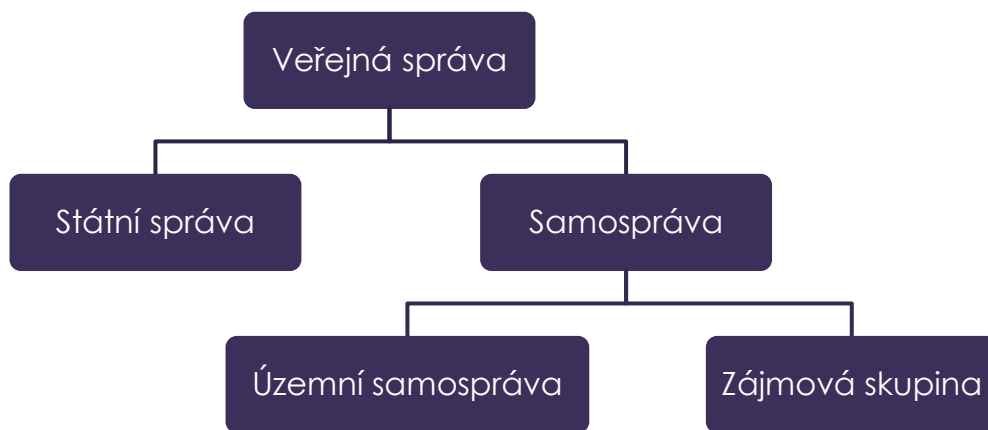 Veřejná správa
Státní správa
Samospráva
Územní samospráva
Zájmová skupina